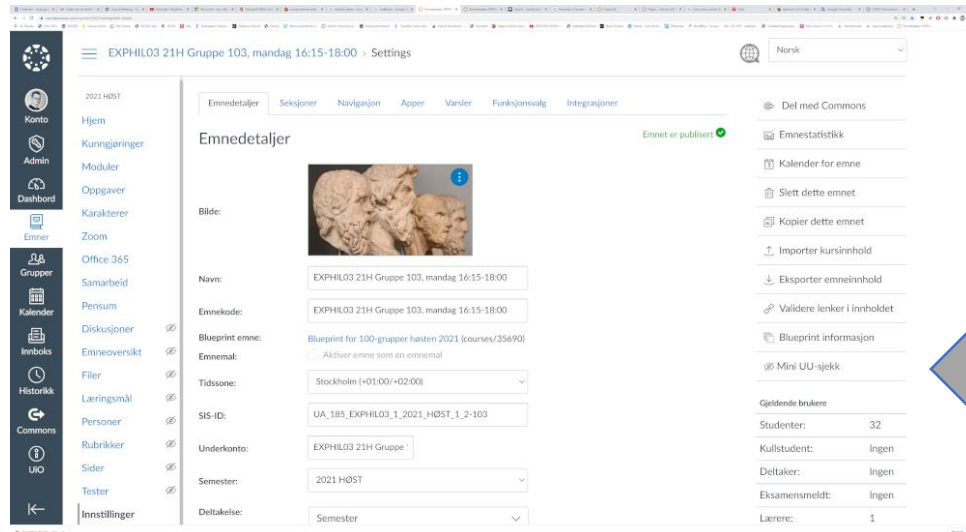 EXPHIL03 21H Gruppe 103, mandag 16:15-18:00 › Settings
Norsk
Konto
Admin
Dashbord
Emner
Grupper
Kalender
Innboks
Historikk
Commons
UiO
2021 HØST
Hjem
Kunngjøringer
Moduler
Oppgaver
Karakterer
Zoom
Office 365
Samarbeid
Pensum
Diskusjoner
Emneoversikt
Filer
Læringsmål
Personer
Rubrikker
Sider
Tester
Innstillinger
Emnedetaljer Seksjoner Navigasjon Apper Varsler Funksjonsvalg Integrasjoner
Emnedetaljer
Emnet er publisert
Bilde:
Navn: EXPHIL03 21H Gruppe 103, mandag 16:15-18:00
Emnekode: EXPHIL03 21H Gruppe 103, mandag 16:15-18:00
Blueprint emne: Blueprint for 100-grupper høsten 2021 (courses/35690)
Emnemal: Aktiver emne som en emnemal
Tidssone: Stockholm (+01:00/+02:00)
SIS-ID: UA_185_EXPHIL03_1_2021_HØST_1_2-103
Underkonto: EXPHIL03 21H Gruppe
Semester: 2021 HØST
Deltakelse: Semester
Del med Commons
Emnestatistikk
Kalender for emne
Slett dette emnet
Kopier dette emnet
Importer kursinnhold
Eksporter emneinnhold
Validere lenker i innholdet
Blueprint informasjon
Mini UU-sjekk
Gjeldende brukere
Studenter: 32
Kullstudent: Ingen
Deltaker: Ingen
Eksamensmeldt: Ingen
Lærere: 1